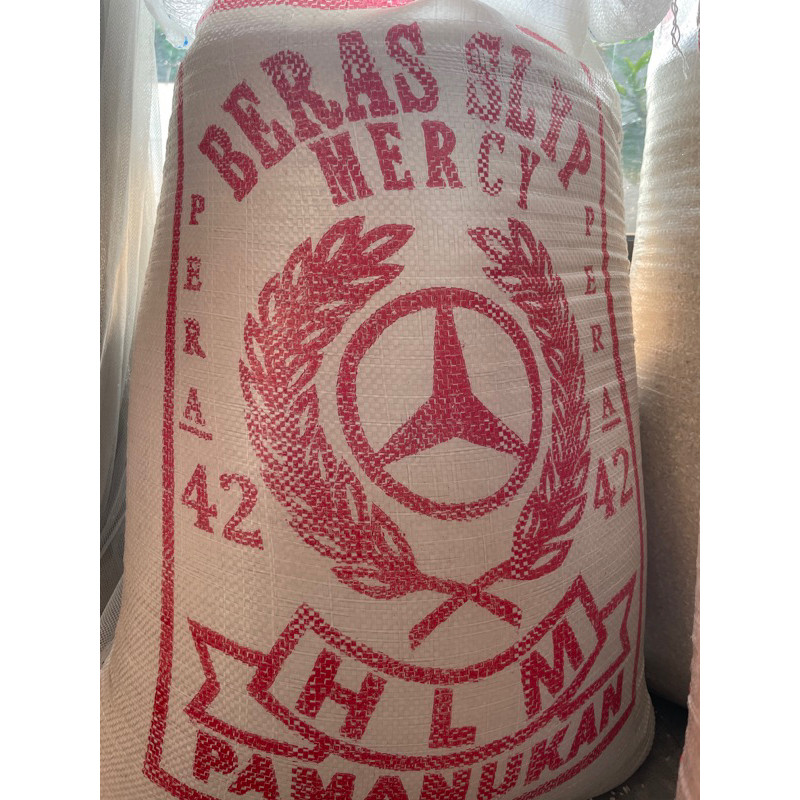 BERAS SLYP
MERCY
PERA
42
PERA
42
HLM
PAMANUKAN